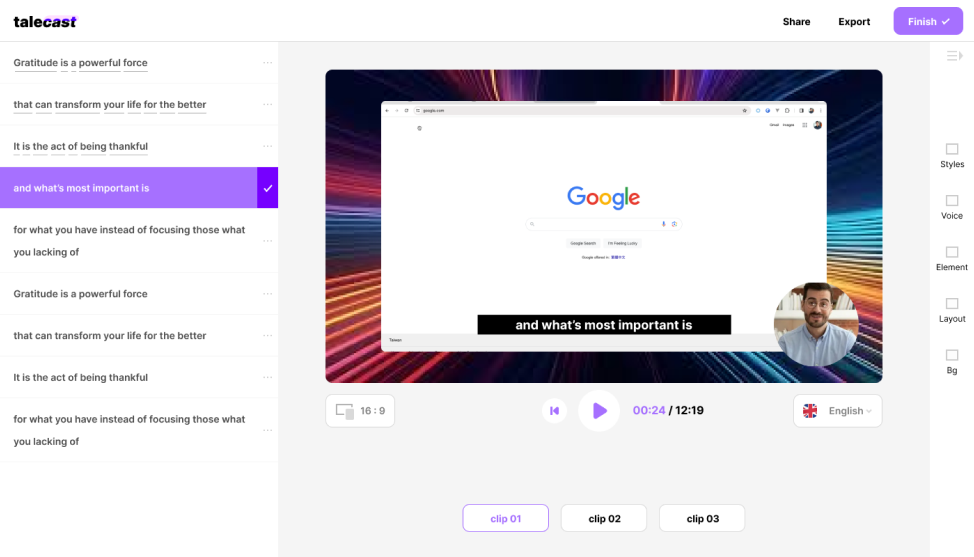 talecast
Share
Export
Finish
Gratitude is a powerful force
that can transform your life for the better
It is the act of being thankful
and what's most important is
for what you have instead of focusing those what
you lacking of
Gratitude is a powerful force
that can transform your life for the better
It is the act of being thankful
for what you have instead of focusing those what
you lacking of
google.com
Gmail Images
Google
Google Search
I'm Feeling Lucky
Google offered in: 繁體中文
and what's most important is
Taiwan
16 : 9
00:24 / 12:19
English
clip 01
clip 02
clip 03
Styles
Voice
Element
Layout
Bg